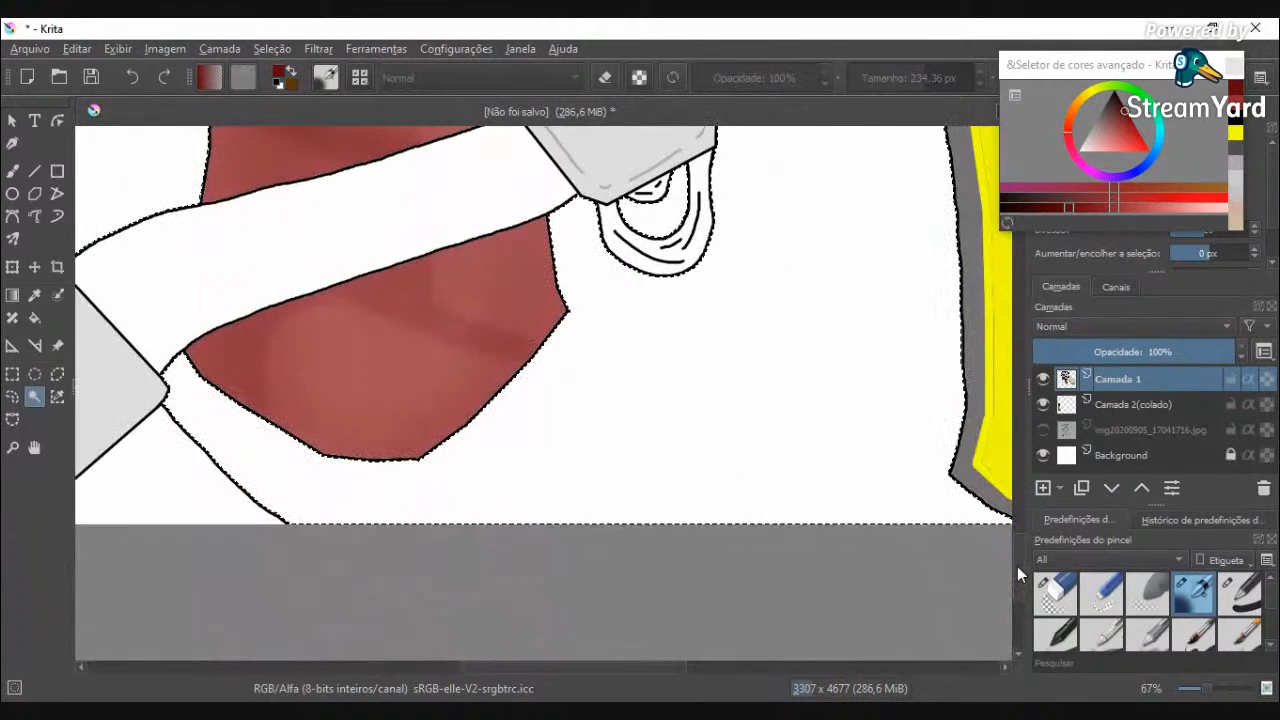 * - Krita
Powered by
Arquivo Editar Exibir Imagem Camada Seleção Filtrar Ferramentas Configurações Janela Ajuda
&Seletor de cores avançado - Krita
StreamYard
Normal
Opacidade: 100%
Tamanho: 234,36 px
[Não foi salvo] (286,6 MiB) *
Aumentar/encolher a seleção:
0 px
Camadas Canais
Camadas
Normal
Opacidade: 100%
Camada 1
Camada 2(colado)
img20200905_17041716.jpg
Background
Predefinições d... Histórico de predefinições d...
Predefinições do pincel
All
Etiqueta
Pesquisar
RGB/Alfa (8-bits inteiros/canal) sRGB-elle-V2-srgbtrc.icc
3307 x 4677 (286,6 MiB)
67%